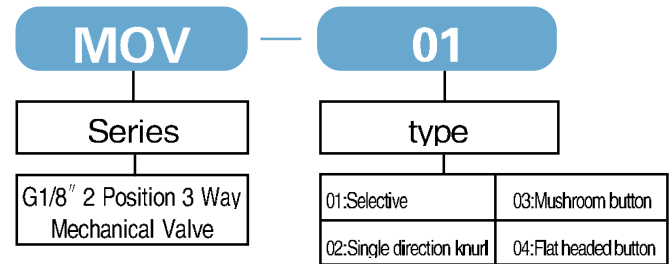 MOV — 01
Series
type
G1/8″ 2 Position 3 Way
Mechanical Valve
01:Selective
03:Mushroom button
02:Single direction knurl
04:Flat headed button